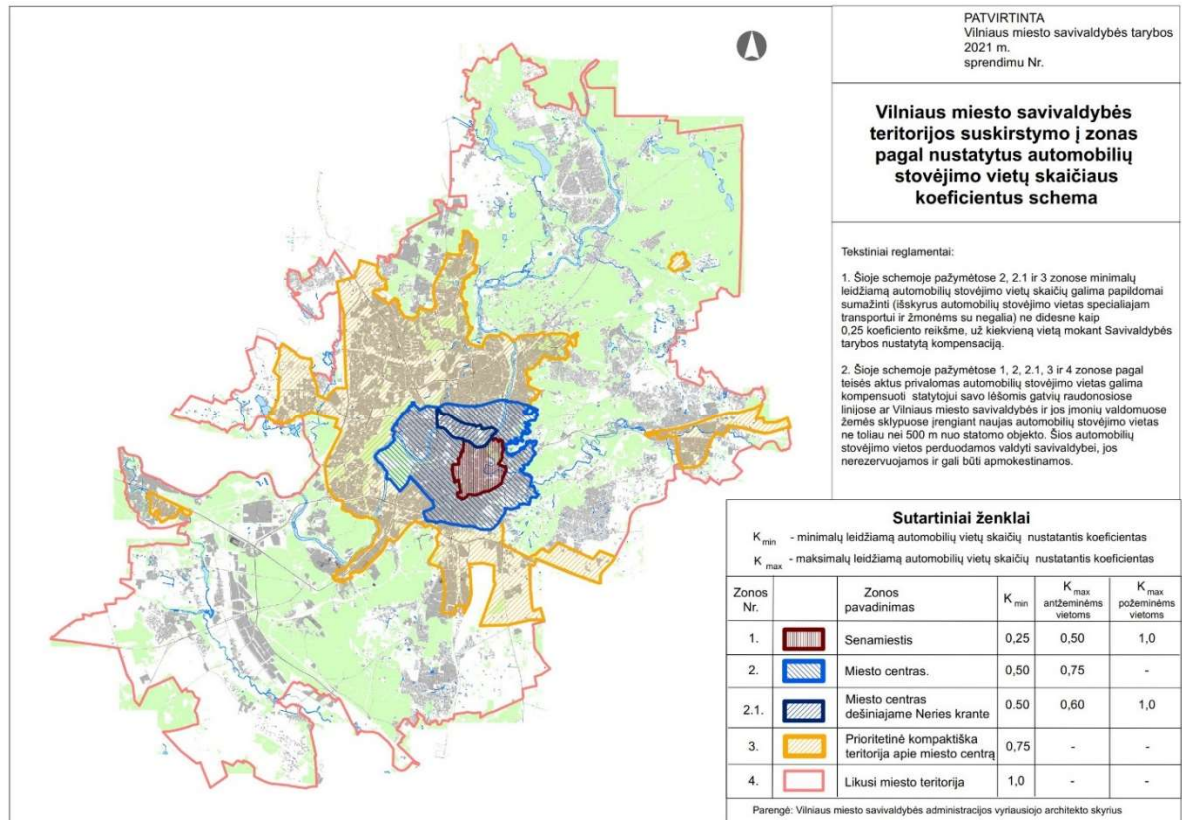 PATVIRTINTA
Vilniaus miesto savivaldybės tarybos
2021 m.
sprendimu Nr.
Vilniaus miesto savivaldybės
teritorijos suskirstymo į zonas
pagal nustatytus automobilių
stovėjimo vietų skaičiaus
koeficientus schema
Tekstiniai reglamentai:
1. Šioje schemoje pažymėtose 2, 2.1 ir 3 zonose minimalų
leidžiamą automobilių stovėjimo vietų skaičių galima papildomai
sumažinti (išskyrus automobilių stovėjimo vietas specialiajam
transportui ir žmonėms su negalia) ne didesne kaip
0,25 koeficiento reikšme, už kiekvieną vietą mokant Savivaldybės
tarybos nustatytą kompensaciją.
2. Šioje schemoje pažymėtose 1, 2, 2.1, 3 ir 4 zonose pagal
teisės aktus privalomas automobilių stovėjimo vietas galima
kompensuoti statytojui savo lėšomis gatvių raudonosiose
linijose ar Vilniaus miesto savivaldybė ir jos įmonių valdomuose
žemės sklypuose įrengiant naujas automobilių stovėjimo vietas
ne toliau nei 500 m nuo statomo objekto. Šios automobilių
stovėjimo vietos perduodamos valdyti savivaldybei, jos
nerezervuojamos ir gali būti apmokestinamos.
Sutartiniai ženklai
K min - minimalų leidžiamą automobilių vietų skaičių nustatantis koeficientas
K max - maksimalų leidžiamą automobilių vietų skaičių nustatantis koeficientas
Zonos Nr. Zonos pavadinimas K min K max antžeminėms vietoms K max požeminėms vietoms
1. Senamiestis 0,25 0,50 1,0
2. Miesto centras. 0,50 0,75 -
2.1. Miesto centras dešiniajame Neries krante 0.50 0,60 1,0
3. Prioritetinė kompaktiška teritorija apie miesto centrą 0,75 - -
4. Likusi miesto teritorija 1,0 - -
Parengė: Vilniaus miesto savivaldybės administracijos vyriausiojo architekto skyrius